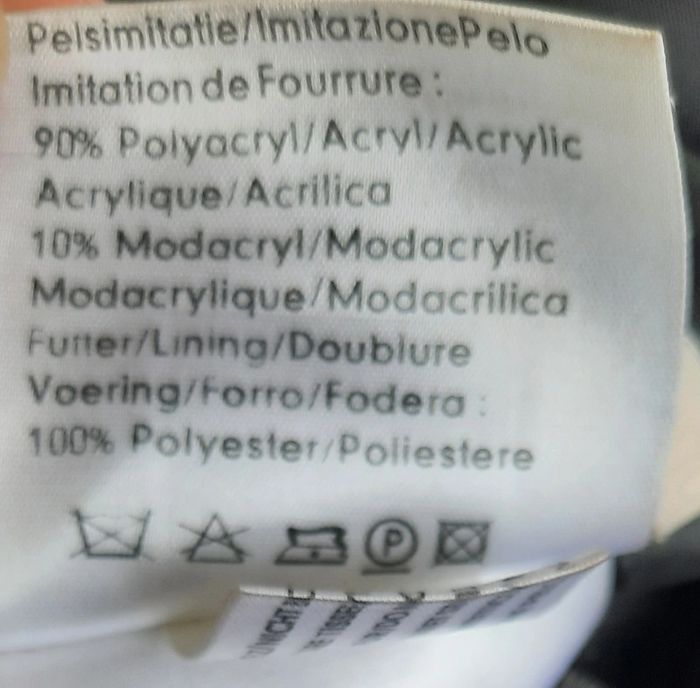 Pelsimitatie/ImitazionePelo
Imitation de Fourrure :
90% Polyacryl/Acryl/Acrylic
Acrylique/Acrilica
10% Modacryl/Modacrylic
Modacrylique/Modacrilica
Futter/Lining/Doublure
Voering/Forro/Fodera :
100% Polyester/Poliestere
P
NICHT